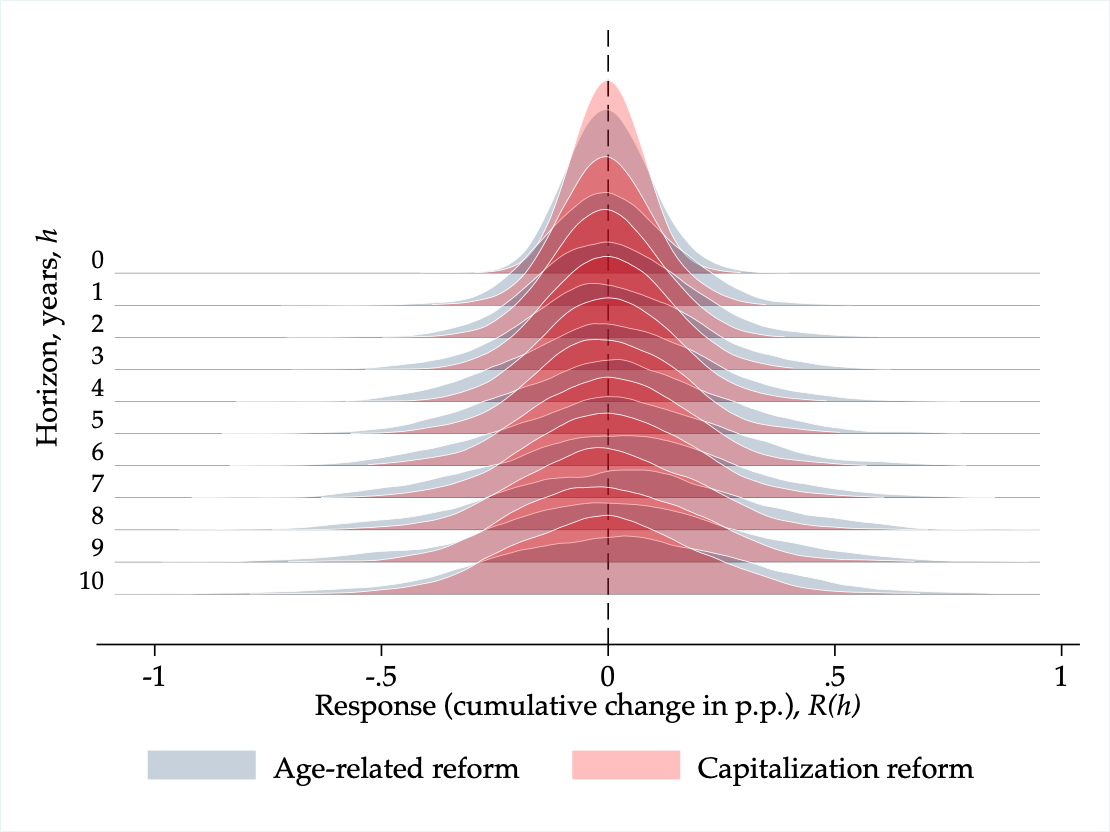 Horizon, years, h
0
1
2
3
4
5
6
7
8
9
10
-1 -.5 0 .5 1
Response (cumulative change in p.p.), R(h)
Age-related reform Capitalization reform